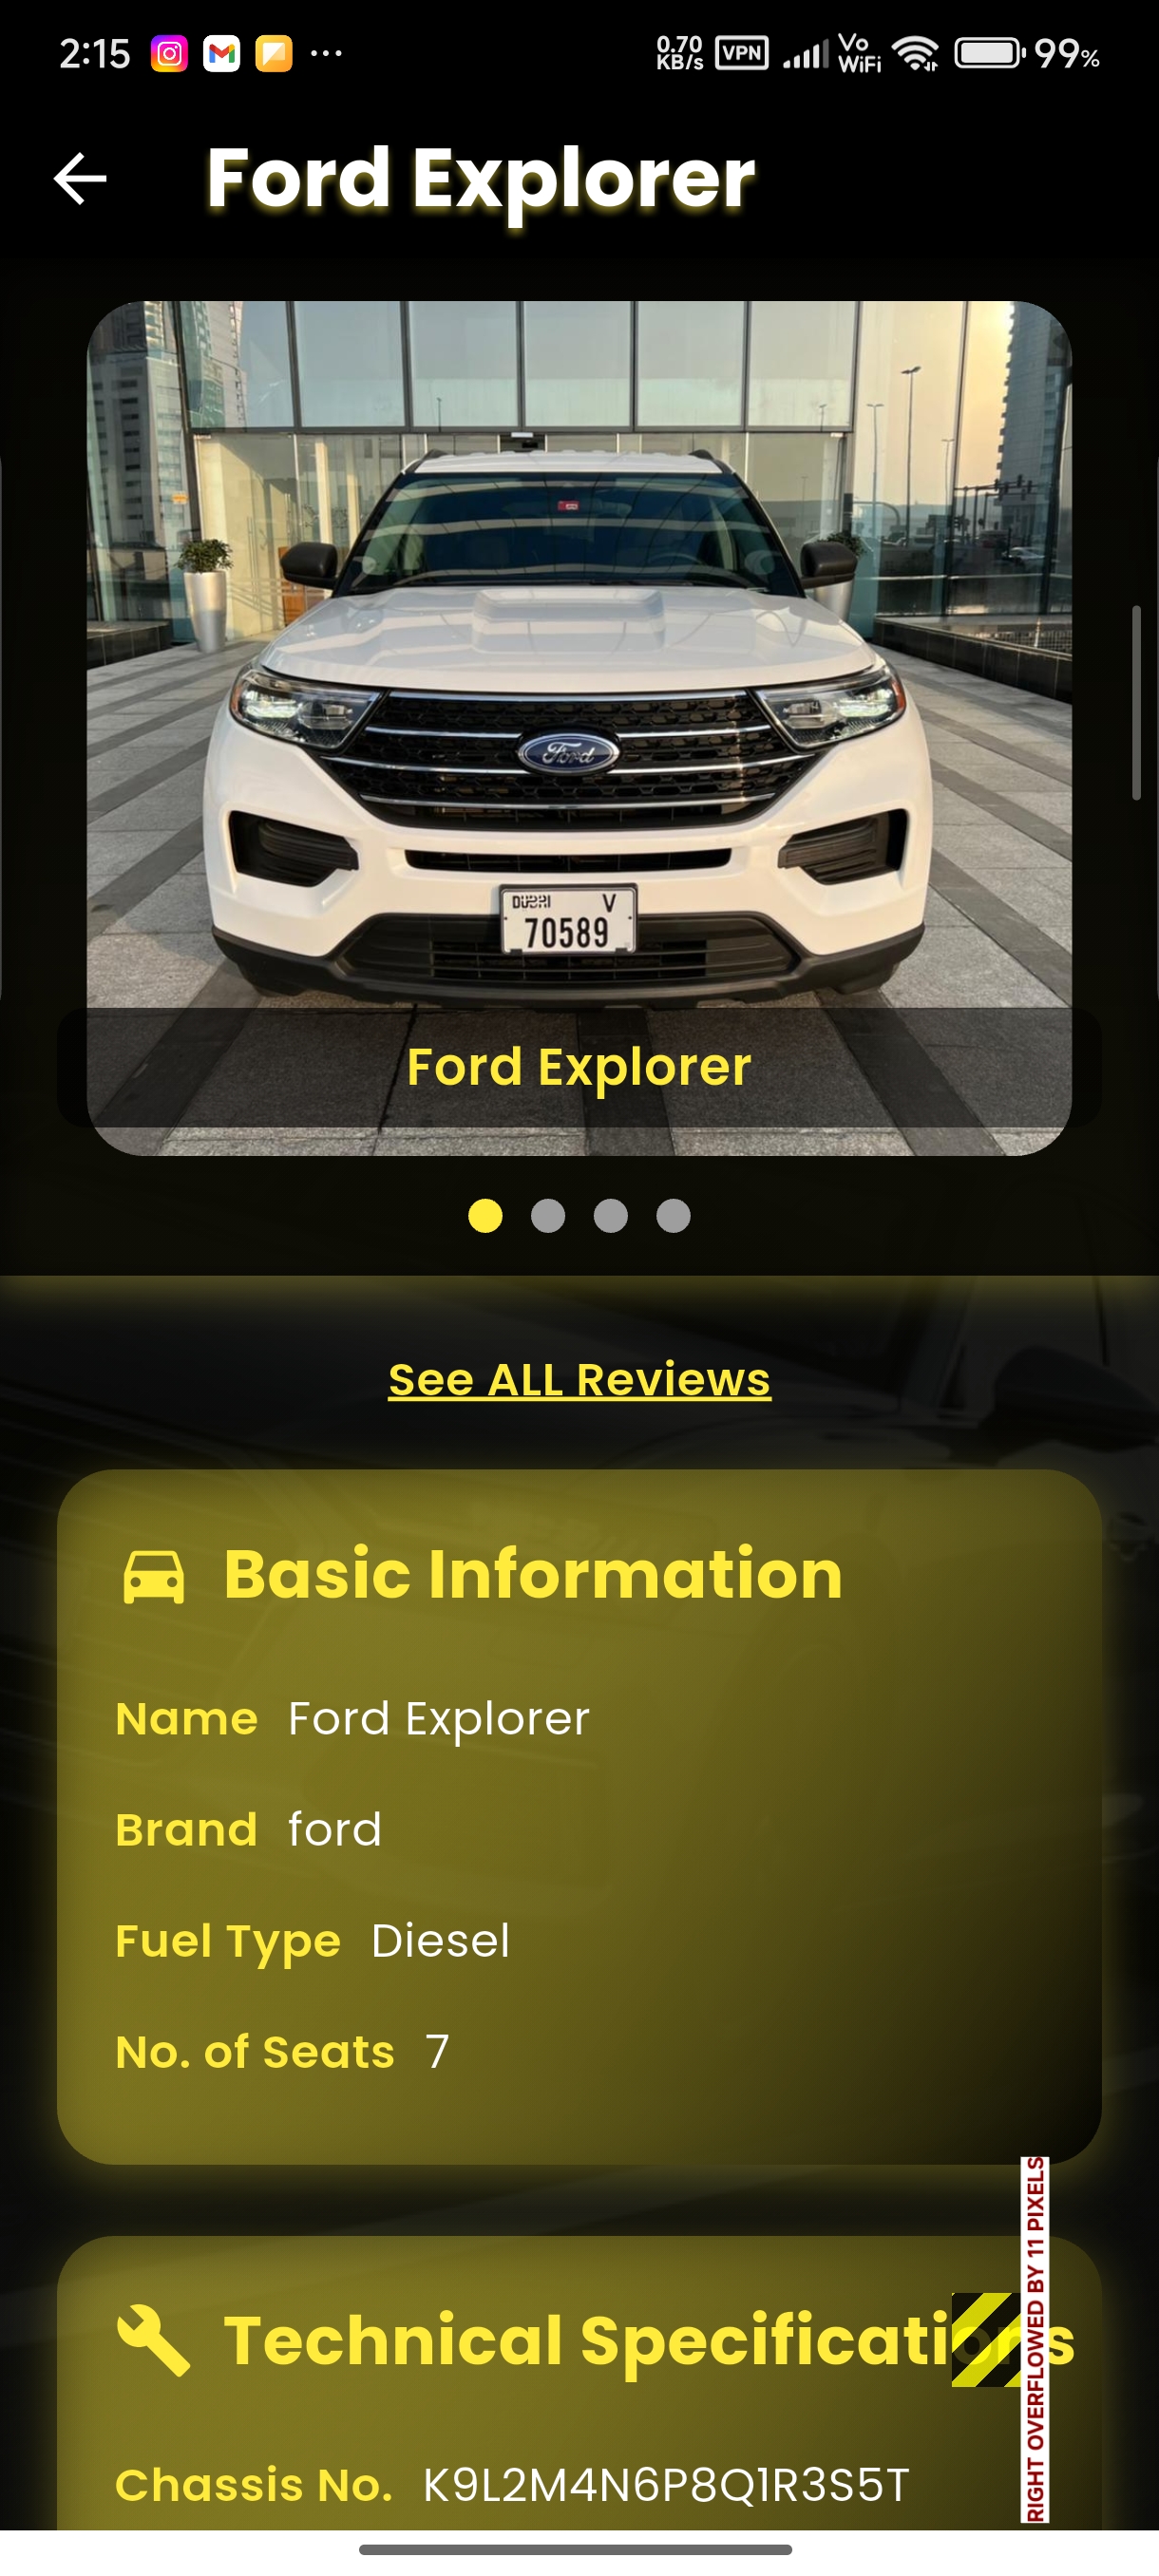 2:15
0.70
KB/s
VPN
Vo
WiFi
99%
Ford Explorer
Ford
DUBAI V
70589
Ford Explorer
See ALL Reviews
Basic Information
Name Ford Explorer
Brand ford
Fuel Type Diesel
No. of Seats 7
Technical Specifications
RIGHT OVERFLOWED BY 11 PIXELS
Chassis No. K9L2M4N6P8Q1R3S5T